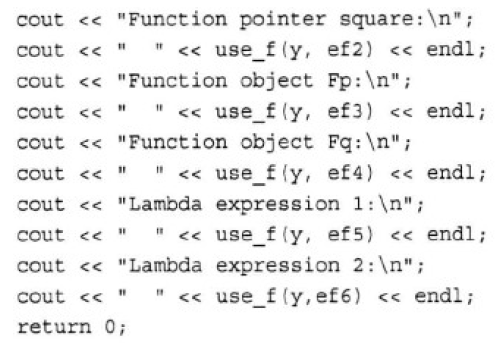 cout << "Function pointer square:\n";
cout << "  " << use_f(y, ef2) << endl;
cout << "Function object Fp:\n";
cout << "  " << use_f(y, ef3) << endl;
cout << "Function object Fq:\n";
cout << "  " << use_f(y, ef4) << endl;
cout << "Lambda expression 1:\n";
cout << "  " << use_f(y, ef5) << endl;
cout << "Lambda expression 2:\n";
cout << "  " << use_f(y,ef6) << endl;
return 0;